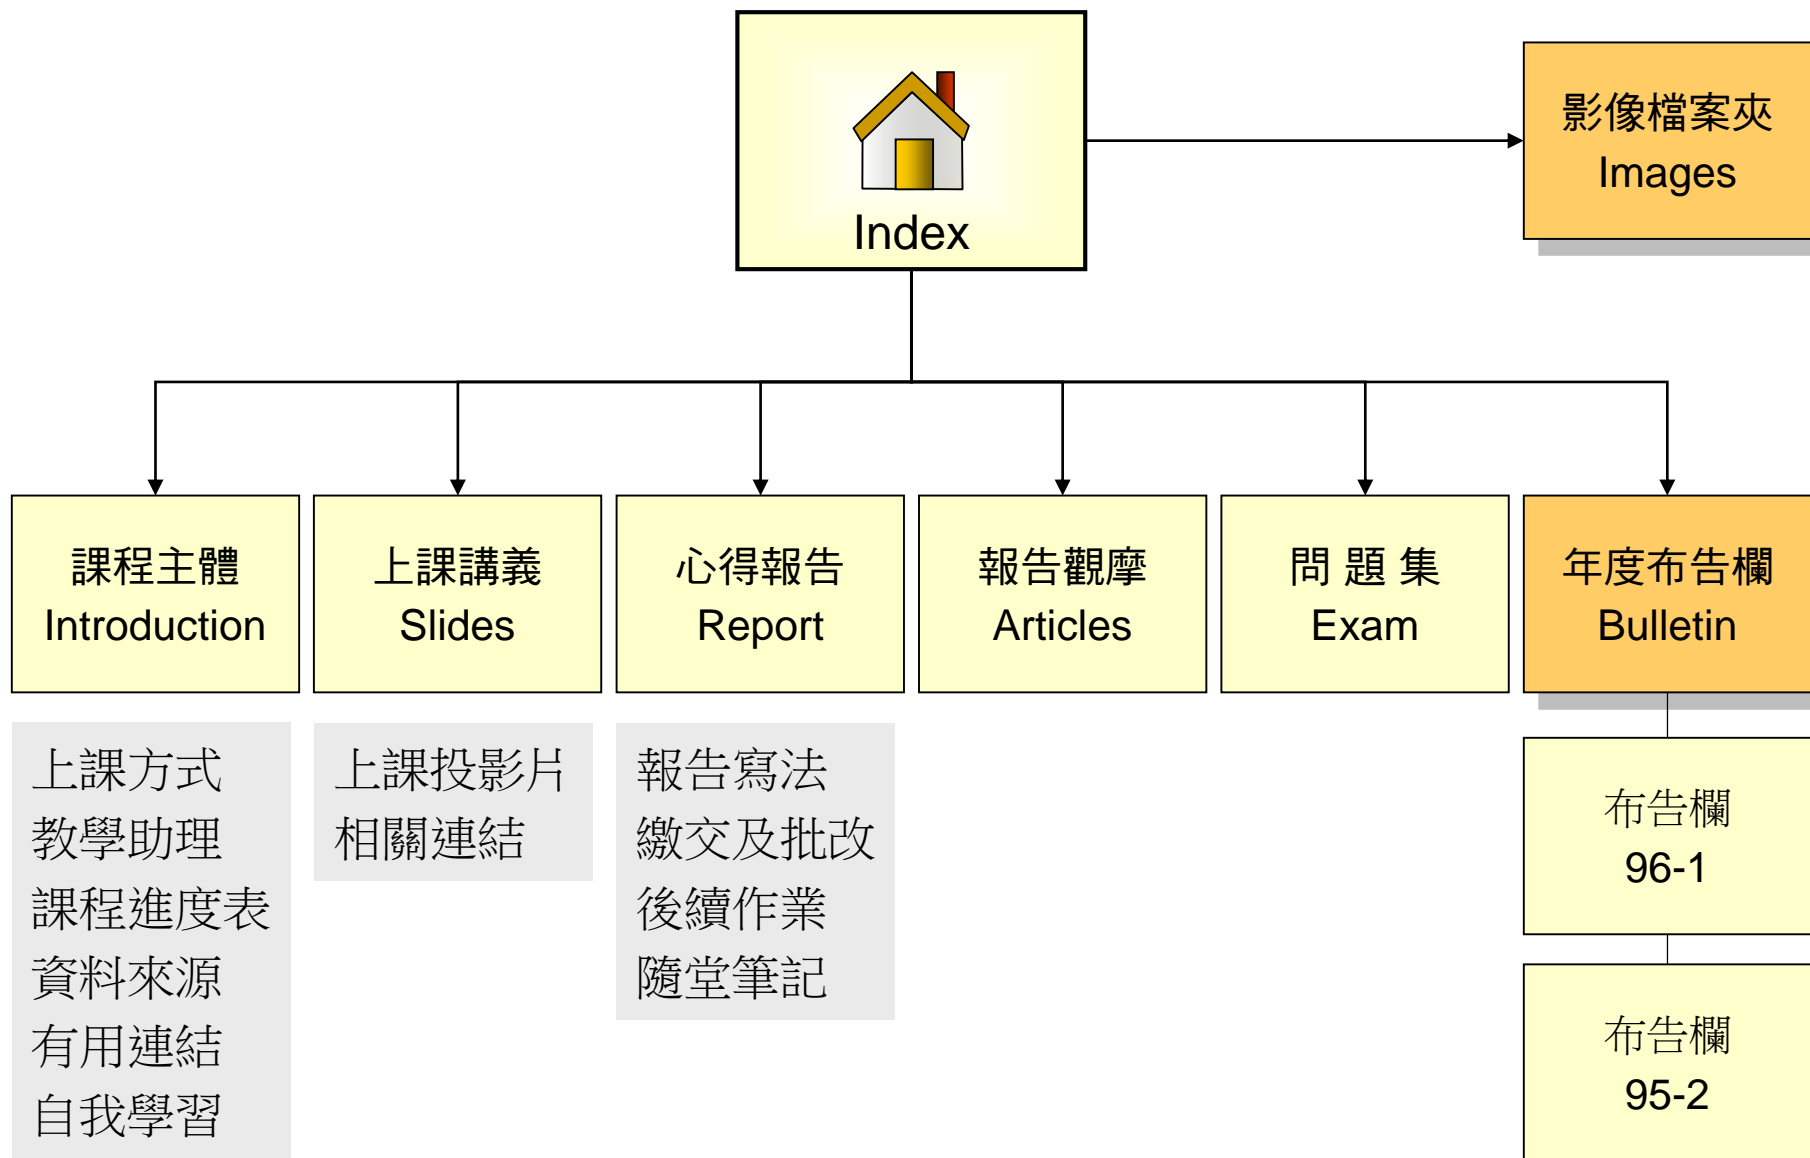 Index
影像檔案夾
Images
課程主體
Introduction
上課講義
Slides
心得報告
Report
報告觀摩
Articles
問 題 集
Exam
年度布告欄
Bulletin
上課方式
教學助理
課程進度表
資料來源
有用連結
自我學習
上課投影片
相關連結
報告寫法
繳交及批改
後續作業
隨堂筆記
布告欄
96-1
布告欄
95-2